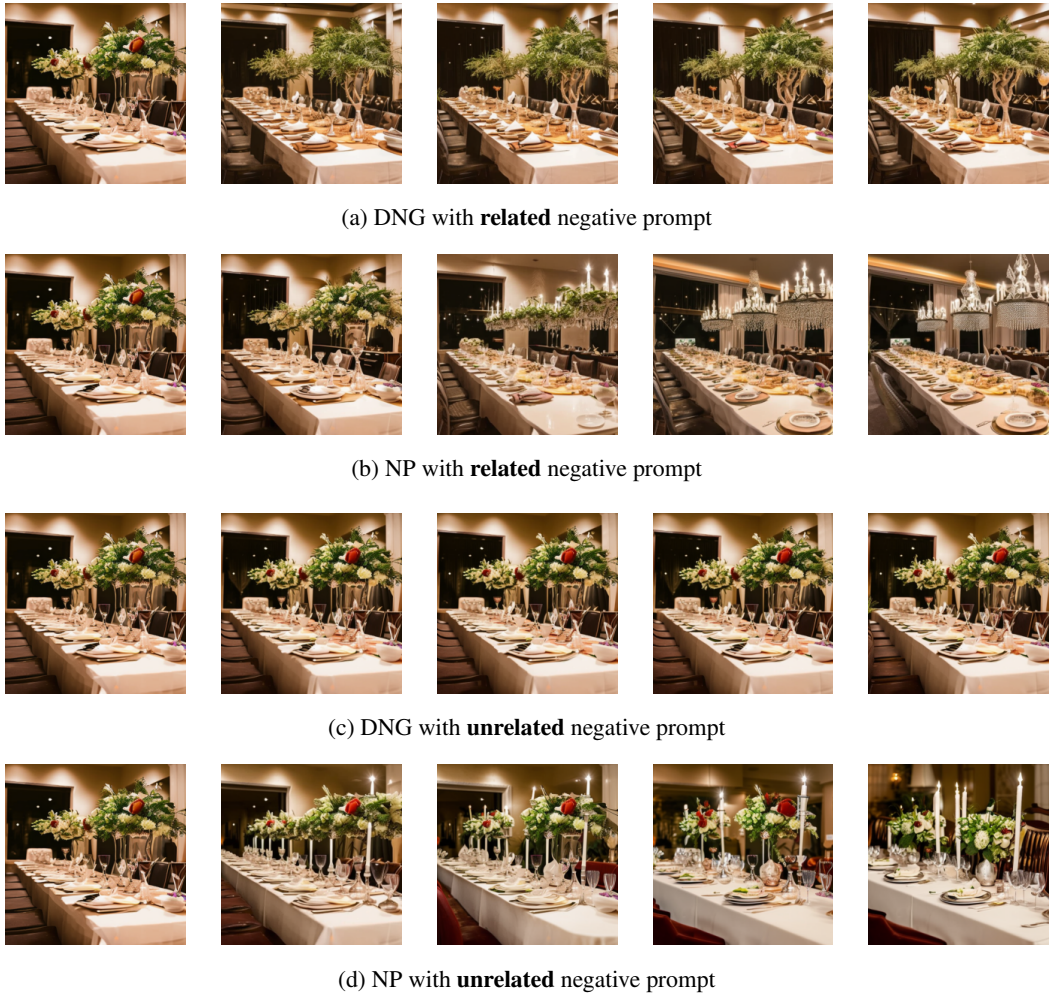 (a) DNG with related negative prompt
(b) NP with related negative prompt
(c) DNG with unrelated negative prompt
(d) NP with unrelated negative prompt